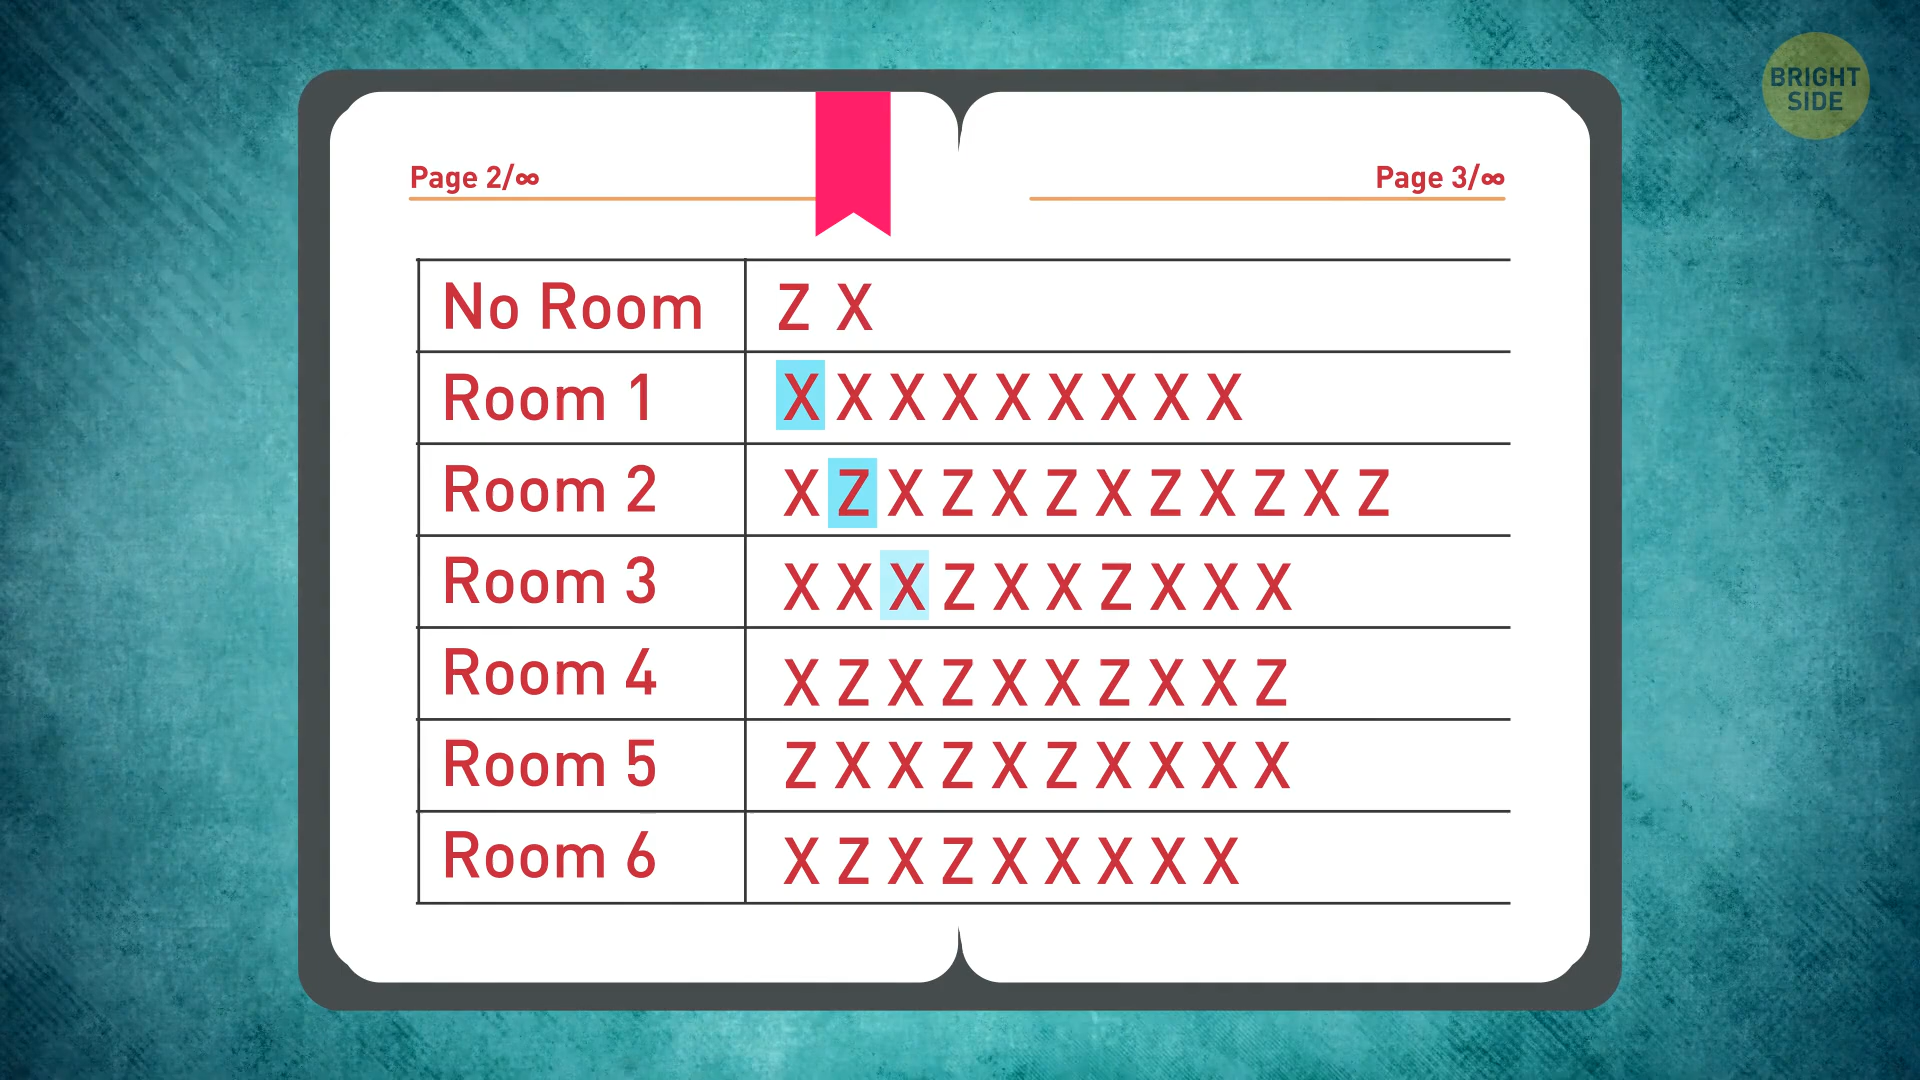 BRIGHT
SIDE
Page 2/∞
Page 3/∞
No Room Z X
Room 1 X X X X X X X X X
Room 2 X Z X Z X Z X Z X Z X Z
Room 3 X X X Z X X Z X X X
Room 4 X Z X Z X X Z X X Z
Room 5 Z X X Z X Z X X X X
Room 6 X Z X Z X X X X X